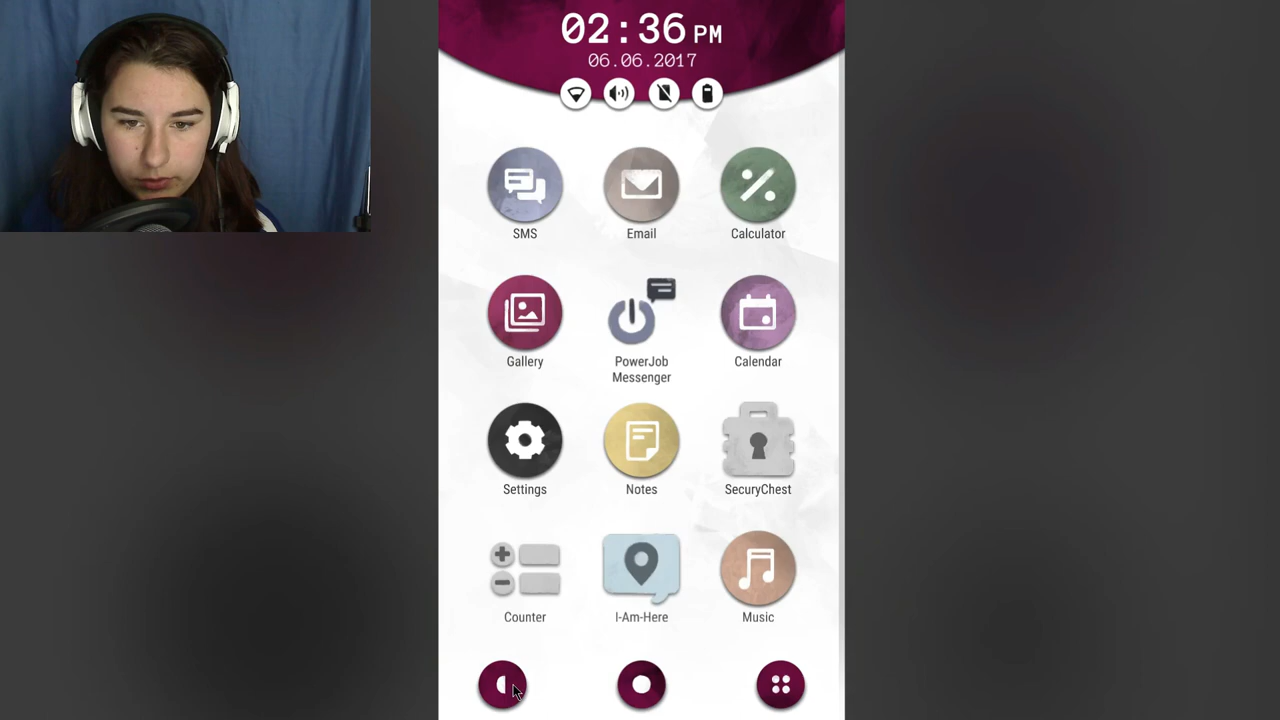 02:36 PM
06.06.2017
SMS
Email
Calculator
Gallery
PowerJob
Messenger
Calendar
Settings
Notes
SecuryChest
Counter
I-Am-Here
Music